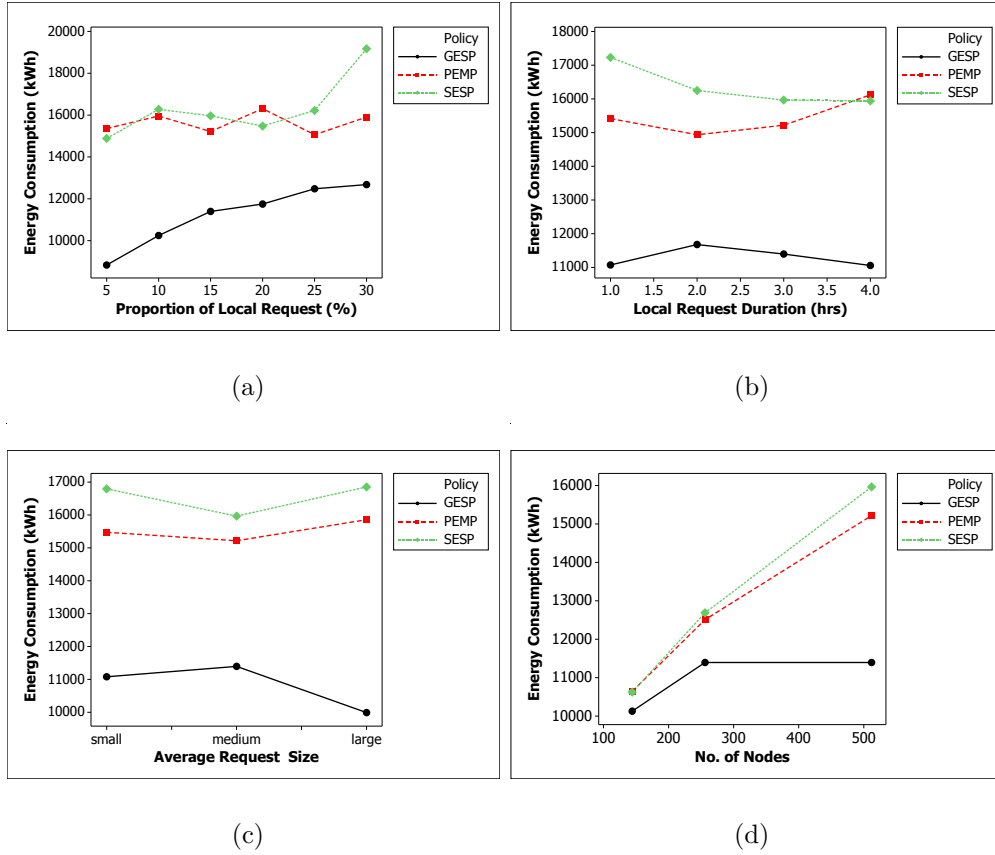 20000
18000
16000
14000
12000
10000
Energy Consumption (kWh)
5
10
15
20
25
30
Proportion of Local Request (%)
Policy
GESP
PEMP
SESP
(a)
18000
17000
16000
15000
14000
13000
12000
11000
Energy Consumption (kWh)
1.0
1.5
2.0
2.5
3.0
3.5
4.0
Local Request Duration (hrs)
Policy
GESP
PEMP
SESP
(b)
17000
16000
15000
14000
13000
12000
11000
10000
Energy Consumption (kWh)
small
medium
large
Average Request Size
Policy
GESP
PEMP
SESP
(c)
16000
15000
14000
13000
12000
11000
10000
Energy Consumption (kWh)
100
200
300
400
500
No. of Nodes
Policy
GESP
PEMP
SESP
(d)